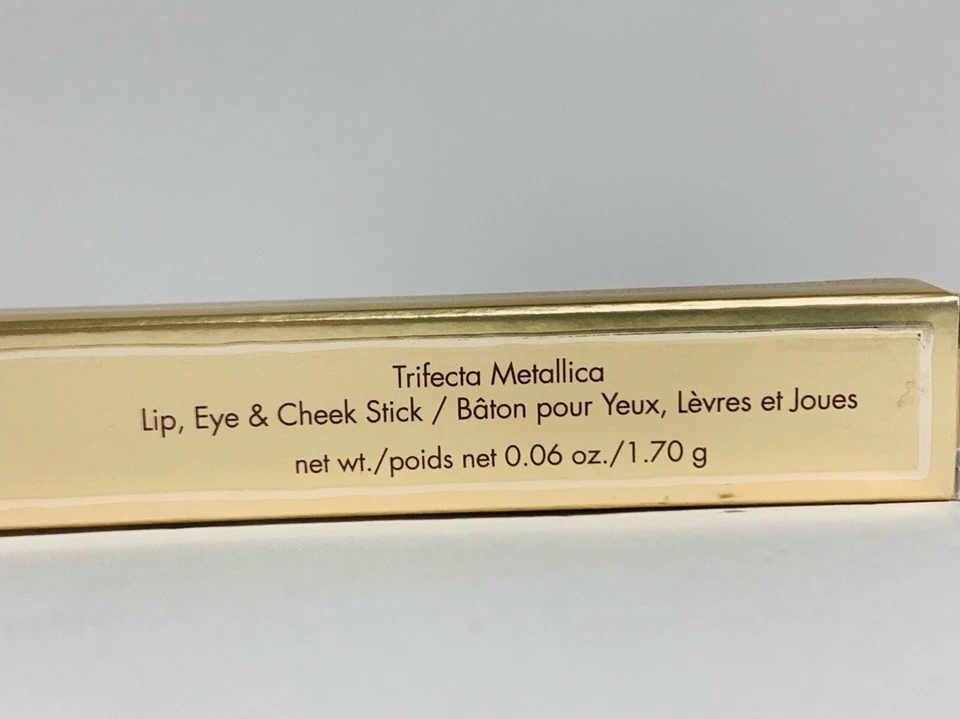 Trifecta Metallica
Lip, Eye & Cheek Stick / Bâton pour Yeux, Lèvres et Joues
net wt./poids net 0.06 oz./1.70 g